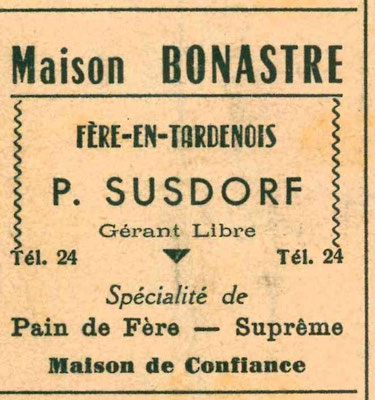 Maison BONASTRE
FÈRE-EN-TARDENOIS
P. SUSDORF
Gérant Libre
Tél. 24 Tél. 24
Spécialité de
Pain de Fère — Suprême
Maison de Confiance